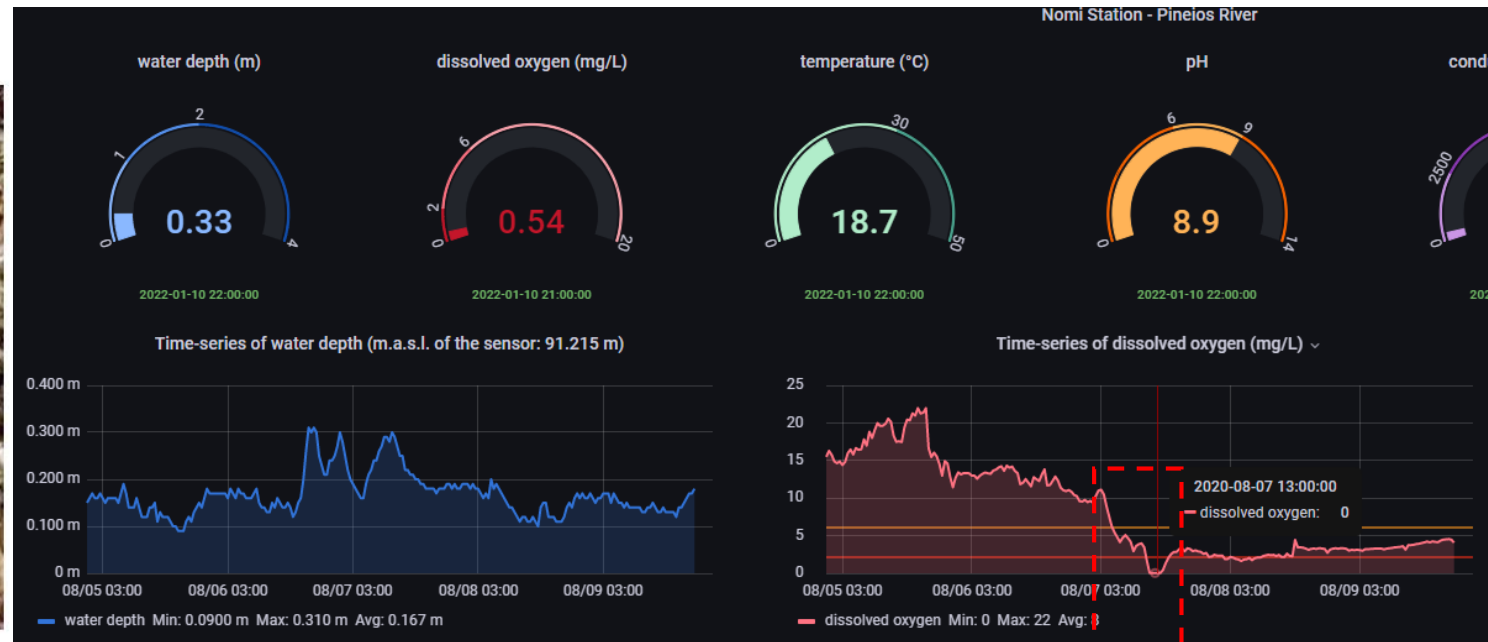 Nomi Station - Pineios River
water depth (m)
dissolved oxygen (mg/L)
temperature (°C)
pH
0
1
2
4
0.33
0
2
6
20
0.54
0
30
50
18.7
0
6
9
14
8.9
0
2500
2022-01-10 22:00:00
2022-01-10 21:00:00
2022-01-10 22:00:00
2022-01-10 22:00:00
Time-series of water depth (m.a.s.l. of the sensor: 91.215 m)
0.400 m
0.300 m
0.200 m
0.100 m
0 m
08/05 03:00 08/06 03:00 08/07 03:00 08/08 03:00 08/09 03:00
water depth Min: 0.0900 m Max: 0.310 m Avg: 0.167 m
Time-series of dissolved oxygen (mg/L)
25
20
15
10
5
0
2020-08-07 13:00:00
dissolved oxygen: 0
08/05 03:00 08/06 03:00 08/07 03:00 08/08 03:00 08/09 03:00
dissolved oxygen Min: 0 Max: 22 Avg: